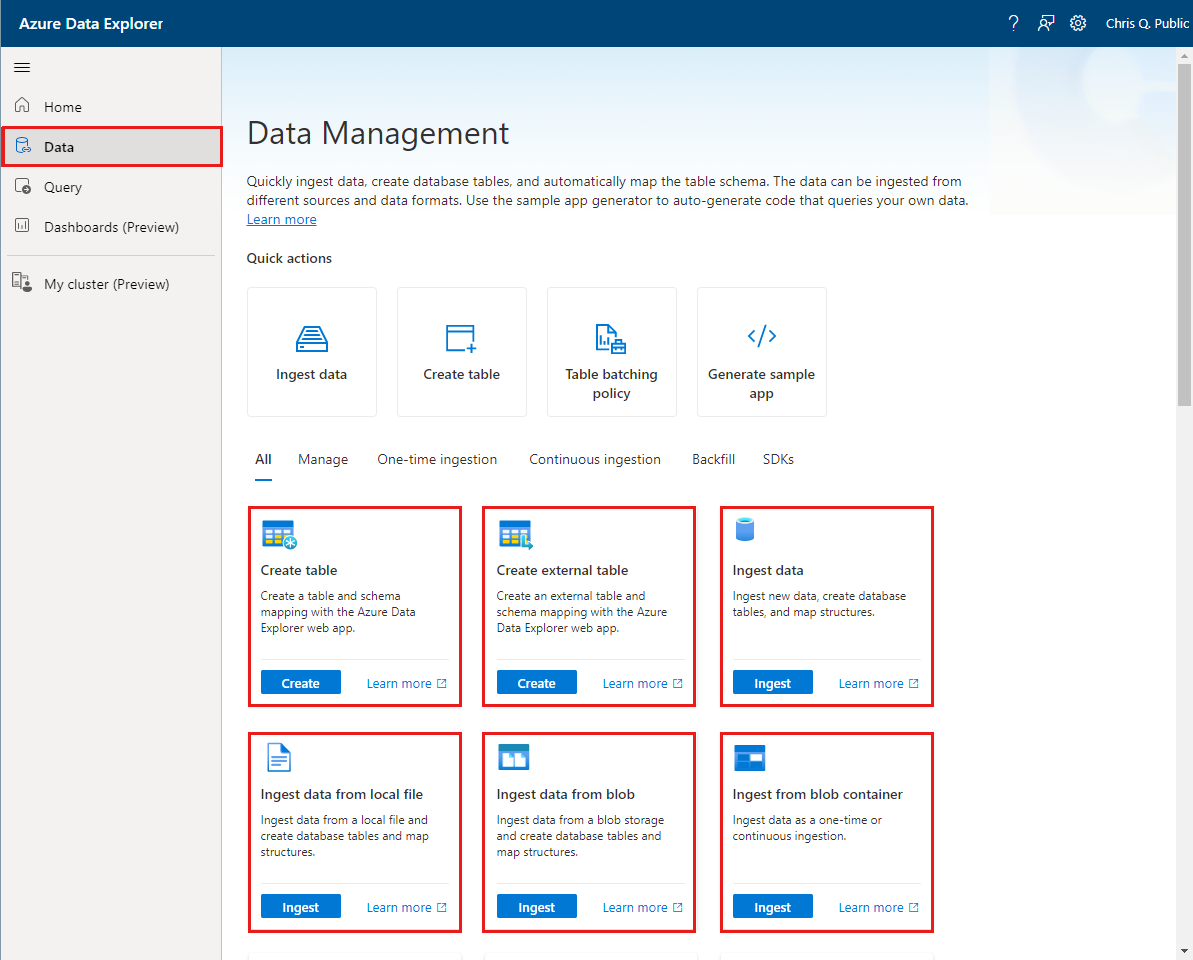 Azure Data Explorer
? Chris Q, Public
Home
Data
Query
Dashboards (Preview)
My cluster (Preview)
Data Management
Quickly ingest data, create database tables, and automatically map the table schema. The data can be ingested from
different sources and data formats. Use the sample app generator to auto-generate code that queries your own data.
Learn more
Quick actions
Ingest data
Create table
Table batching
policy
Generate sample
app
All Manage One-time ingestion Continuous ingestion Backfill SDKs
Create table
Create a table and schema
mapping with the Azure Data
Explorer web app.
Create Learn more
Create external table
Create an external table and
schema mapping with the Azure
Data Explorer web app.
Create Learn more
Ingest data
Ingest new data, create database
tables, and map structures.
Ingest Learn more
Ingest data from local file
Ingest data from a local file and
create database tables and map
structures.
Ingest Learn more
Ingest data from blob
Ingest data from a blob storage
and create database tables and
map structures.
Ingest Learn more
Ingest from blob container
Ingest data as a one-time or
continuous ingestion.
Ingest Learn more